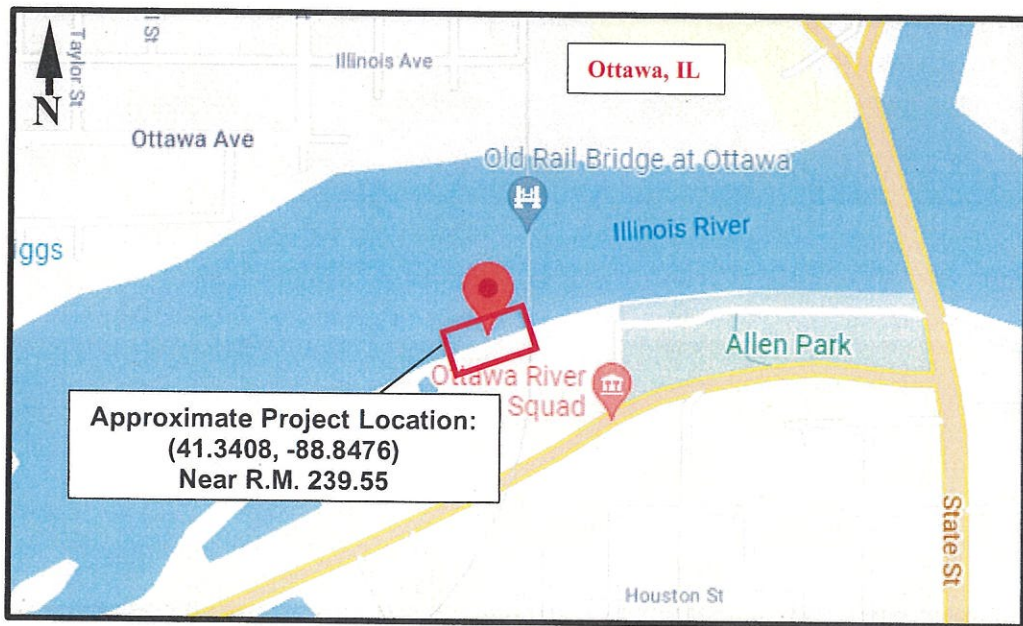 Taylor St
l St
Illinois Ave
Ottawa, IL
N
Ottawa Ave
Old Rail Bridge at Ottawa
Illinois River
iggs
Allen Park
Ottawa River
Squad
Approximate Project Location:
(41.3408, -88.8476)
Near R.M. 239.55
State St
Houston St